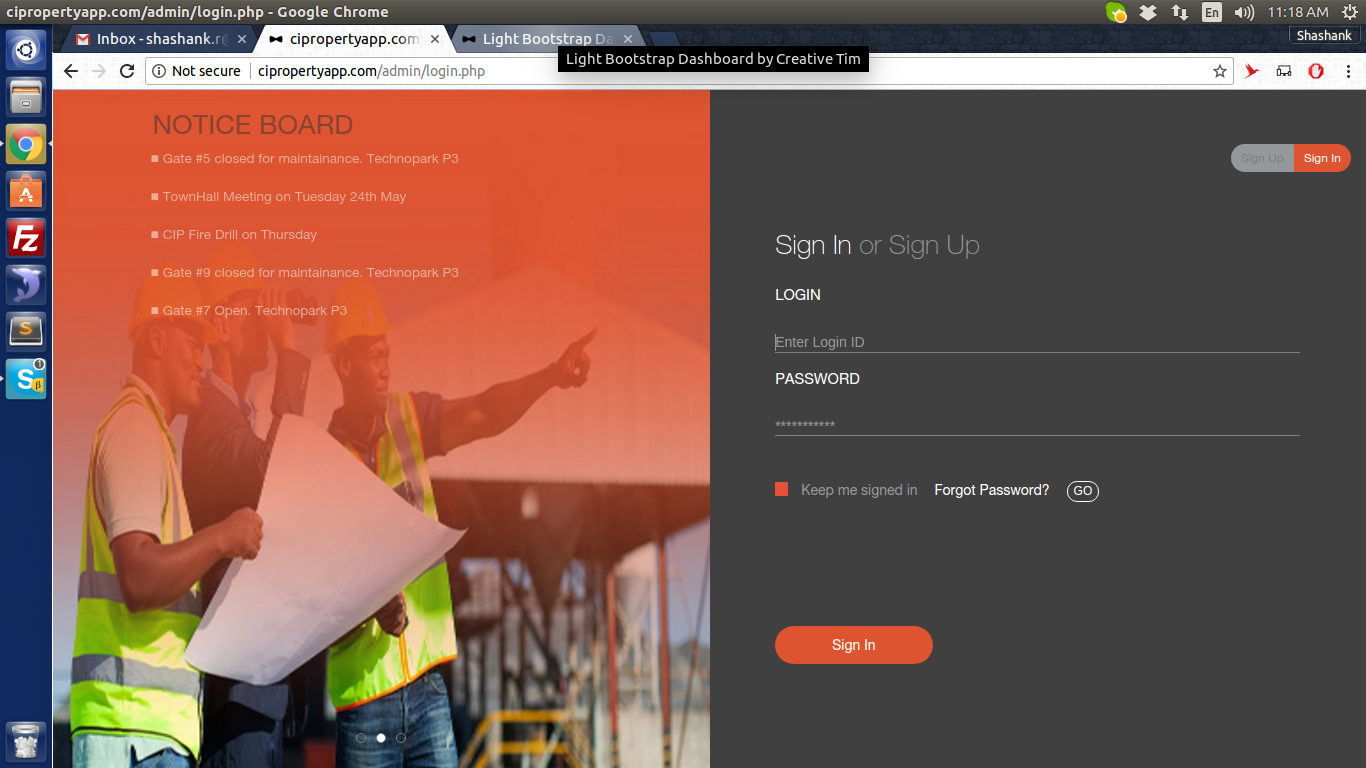 cipropertyapp.com/admin/login.php - Google Chrome
En
11:18 AM
Inbox - shashank.r@
cipropertyapp.com
Light Bootstrap Da
Shashank
Not secure
cipropertyapp.com/admin/login.php
Light Bootstrap Dashboard by Creative Tim
NOTICE BOARD
Gate #5 closed for maintainance. Technopark P3
TownHall Meeting on Tuesday 24th May
CIP Fire Drill on Thursday
Gate #9 closed for maintainance. Technopark P3
Gate #7 Open. Technopark P3
Sign Up
Sign In
Sign In or Sign Up
LOGIN
Enter Login ID
PASSWORD
***********
Keep me signed in
Forgot Password?
GO
Sign In
A
Fz
S
S
1
β